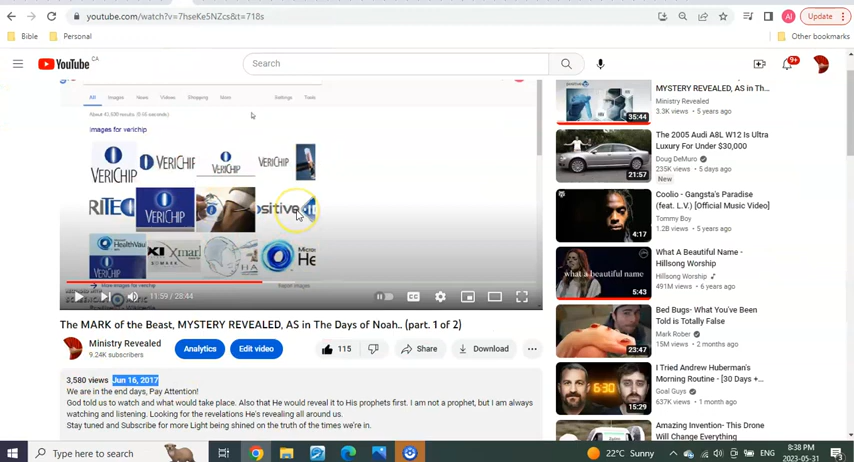 youtube.com/watch?v=7hseKe5NZcs&t=718s
Update
Bible
Personal
Other bookmarks
YouTube CA
Search
9+
All Images News Videos Shopping More Settings Tools
About 41,600 results
Images for verichip
VERICHIP
VERICHIP
VERICHIP
VERICHIP
VERICHIP
ositive
VERICHIP
More images for verichip
Report images
11:59 / 28:44
CC
The MARK of the Beast, MYSTERY REVEALED, AS in The Days of Noah.. (part. 1 of 2)
Ministry Revealed
9.24K subscribers
Analytics
Edit video
115
Share
Download
3,580 views Jun 16, 2017
We are in the end days, Pay Attention!
God told us to watch and what would take place. Also that He would reveal it to His prophets first. I am not a prophet, but I am always
watching and listening. Looking for the revelations He's revealing all around us.
Stay tuned and Subscribe for more Light being shined on the truth of the times we're in.
MYSTERY REVEALED, AS in Th...
Ministry Revealed
3.3K views • 5 years ago
35:44
The 2005 Audi A8L W12 Is Ultra
Luxury For Under $30,000
Doug DeMuro
235K views • 5 days ago
New
21:57
Coolio - Gangsta's Paradise
(feat. L.V.) [Official Music Video]
Tommy Boy
1.2B views • 5 years ago
4:17
What A Beautiful Name -
Hillsong Worship
Hillsong Worship
491M views • 6 years ago
what a beautiful name
5:43
Bed Bugs- What You've Been
Told is Totally False
Mark Rober
15M views • 2 months ago
23:47
I Tried Andrew Huberman's
Morning Routine - [30 Days +...
Goal Guys
637K views • 1 month ago
6:30
15:29
Amazing Invention- This Drone
Will Change Everything
Type here to search
22°C Sunny
ENG
8:38 PM
2023-05-31
3